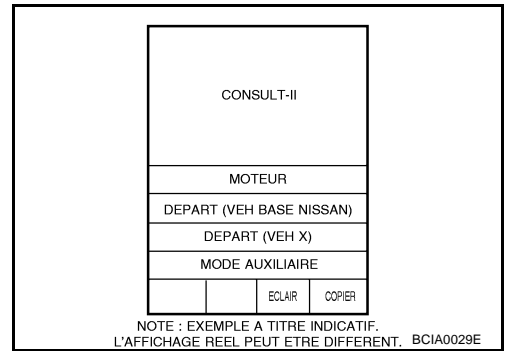 CONSULT-II
MOTEUR
DEPART (VEH BASE NISSAN)
DEPART (VEH X)
MODE AUXILIAIRE
ECLAIR COPIER
NOTE : EXEMPLE A TITRE INDICATIF.
L'AFFICHAGE REEL PEUT ETRE DIFFERENT. BCIA0029E